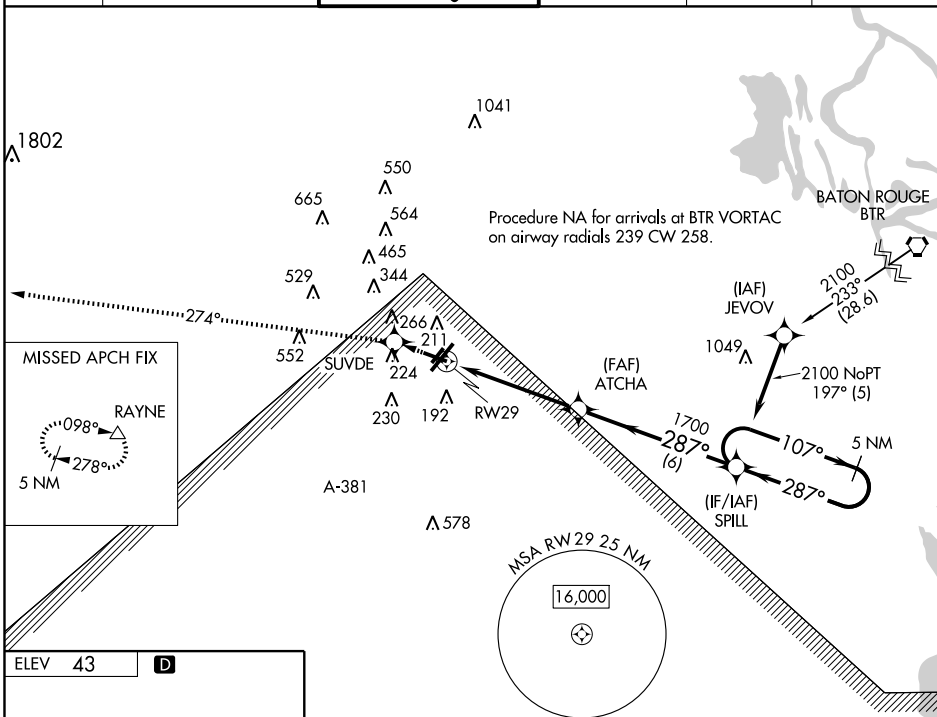 1041
1802
550
665
564
465
344
529
266
211
552
224
230
192
578
1049
274°
SUVDE
RW29
Procedure NA for arrivals at BTR VORTAC
on airway radials 239 CW 258.
BATON ROUGE
BTR
2100
233°
(28.6)
(IAF)
JEVOV
2100 NoPT
197° (5)
(FAF)
ATCHA
1700
287°
(6)
107°
5 NM
287°
(IF/IAF)
SPILL
MISSED APCH FIX
RAYNE
098°
278°
5 NM
A-381
MSA RW29 25 NM
16,000
ELEV 43
D